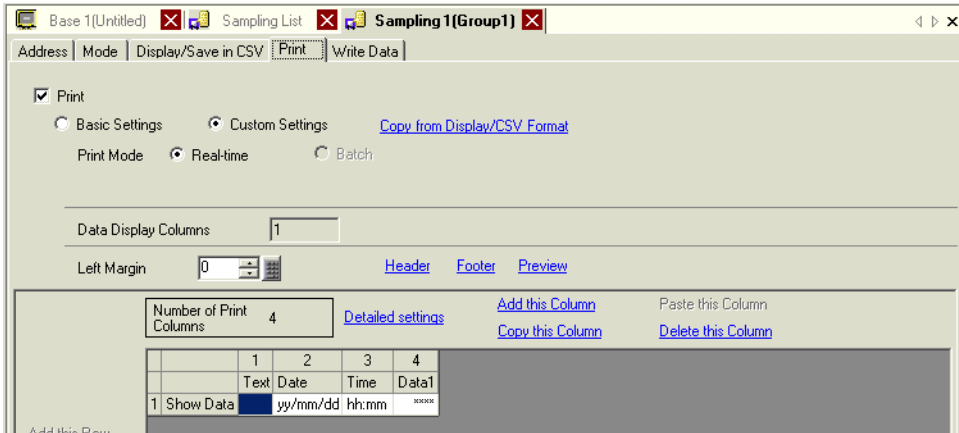 Base 1(Untitled) Sampling List Sampling 1(Group1)
Address Mode Display/Save in CSV Print Write Data
Print
Basic Settings Custom Settings Copy from Display/CSV Format
Print Mode Real-time Batch
Data Display Columns 1
Left Margin 0 Header Footer Preview
Number of Print Columns 4 Detailed settings Add this Column Paste this Column
Copy this Column Delete this Column
1 2 3 4
Text Date Time Data1
1 Show Data yy/mm/dd hh:mm ××××
Add this Row